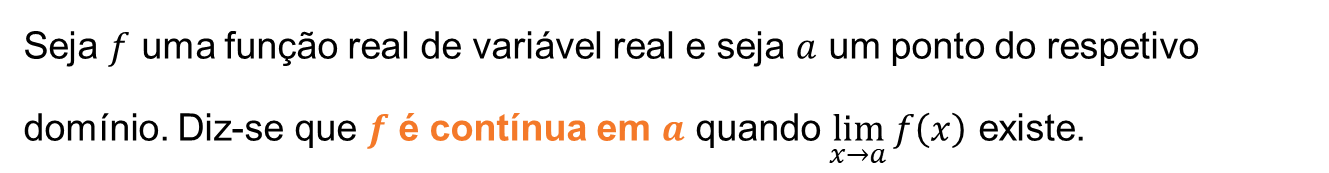 Seja f uma função real de variável real e seja a um ponto do respetivo
domínio. Diz-se que f é contínua em a quando lim x→a f(x) existe.